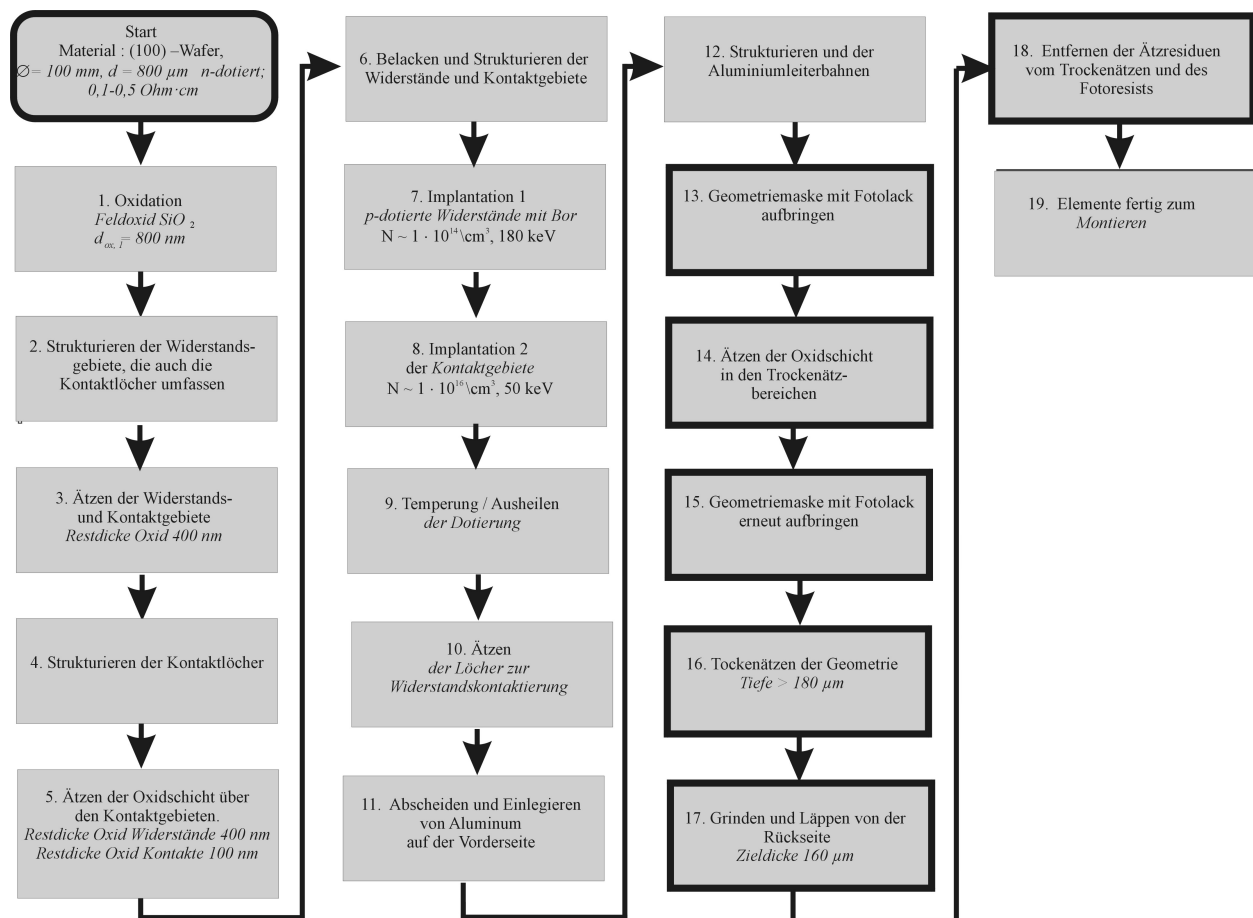 Start
Material : (100) –Wafer,
∅= 100 mm, d = 800 µm n-dotiert;
0,1-0,5 Ohm·cm
1. Oxidation
Feldoxid SiO 2
d ox, 1 = 800 nm
2. Strukturieren der Widerstands-
gebiete, die auch die
Kontaktlöcher umfassen
3. Ätzen der Widerstands-
und Kontaktgebiete
Restdicke Oxid 400 nm
4. Strukturieren der Kontaktlöcher
5. Ätzen der Oxidschicht über
den Kontaktgebieten.
Restdicke Oxid Widerstände 400 nm
Restdicke Oxid Kontakte 100 nm
6. Belacken und Strukturieren der
Widerstände und Kontaktgebiete
7. Implantation 1
p-dotierte Widerstände mit Bor
N ~ 1 · 10¹⁴\cm³, 180 keV
8. Implantation 2
der Kontaktgebiete
N ~ 1 · 10¹⁶\cm³, 50 keV
9. Temperung / Ausheilen
der Dotierung
10. Ätzen
der Löcher zur
Widerstandskontaktierung
11. Abscheiden und Einlegieren
von Aluminum
auf der Vorderseite
12. Strukturieren und der
Aluminiumleiterbahnen
13. Geometriemaske mit Fotolack
aufbringen
14. Ätzen der Oxidschicht
in den Trockenätz-
bereichen
15. Geometriemaske mit Fotolack
erneut aufbringen
16. Tockenätzen der Geometrie
Tiefe > 180 µm
17. Grinden und Läppen von der
Rückseite
Zieldicke 160 µm
18. Entfernen der Ätzresiduen
vom Trockenätzen und des
Fotoresists
19. Elemente fertig zum
Montieren